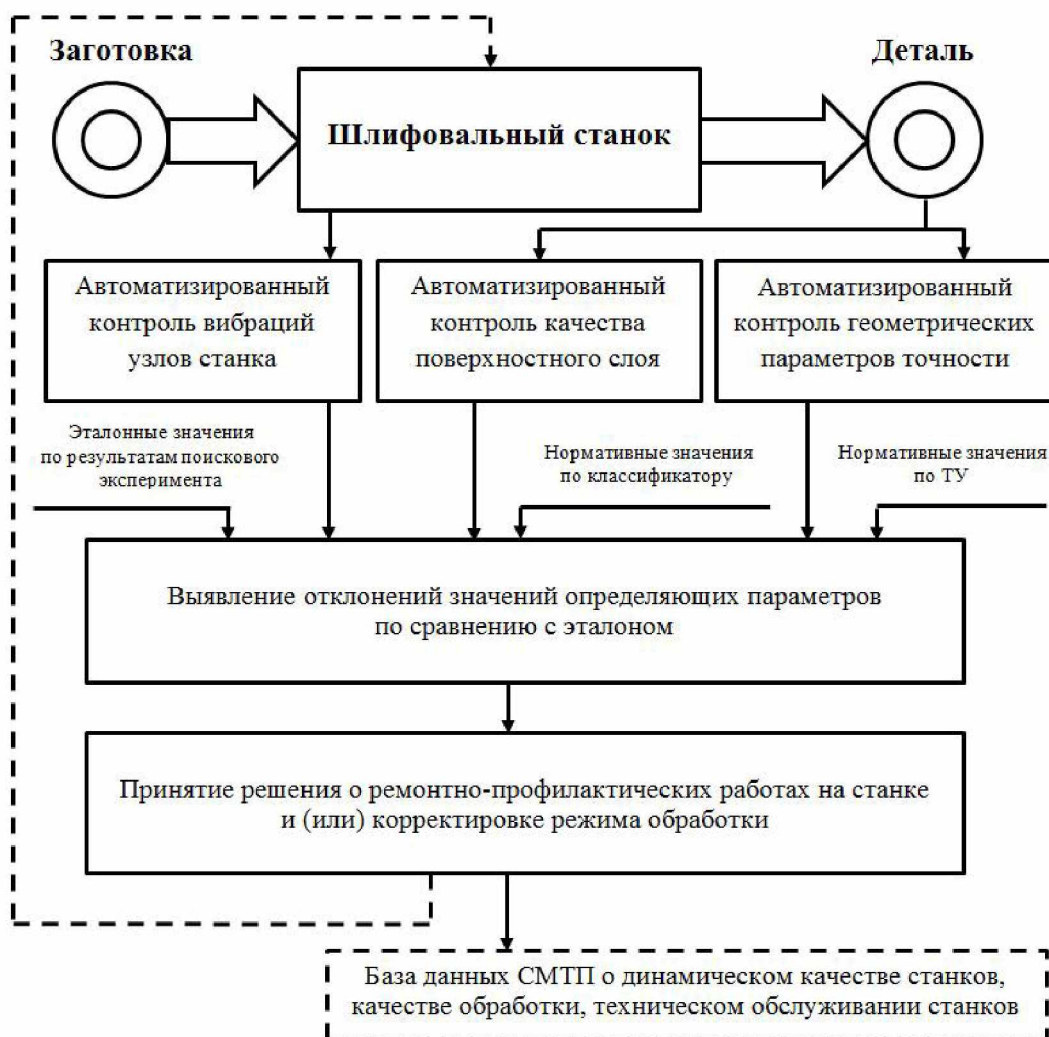 Заготовка
Деталь
Шлифовальный станок
Автоматизированный
контроль вибраций
узлов станка
Автоматизированный
контроль качества
поверхностного слоя
Автоматизированный
контроль геометрических
параметров точности
Эталонные значения
по результатам поискового
эксперимента
Нормативные значения
по классификатору
Нормативные значения
по ТУ
Выявление отклонений значений определяющих параметров
по сравнению с эталоном
Принятие решения о ремонтно-профилактических работах на станке
и (или) корректировке режима обработки
База данных СМТП о динамическом качестве станков,
качестве обработки, техническом обслуживании станков